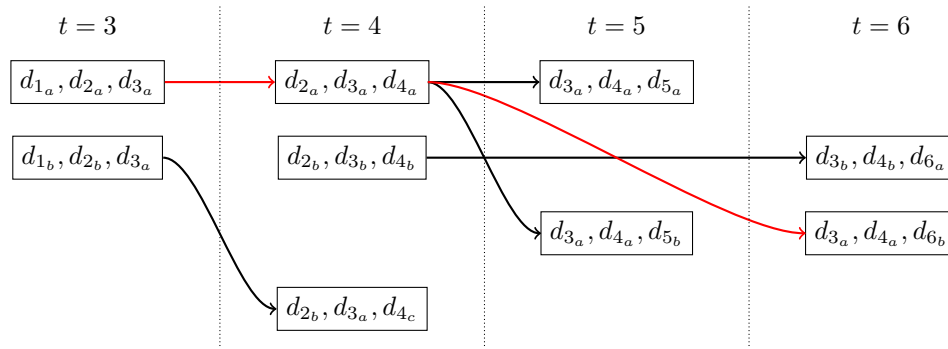 t = 3 t = 4 t = 5 t = 6
d_{1_a}, d_{2_a}, d_{3_a} d_{2_a}, d_{3_a}, d_{4_a} d_{3_a}, d_{4_a}, d_{5_a}
d_{1_b}, d_{2_b}, d_{3_a} d_{2_b}, d_{3_b}, d_{4_b} d_{3_b}, d_{4_b}, d_{6_a}
d_{3_a}, d_{4_a}, d_{5_b} d_{3_a}, d_{4_a}, d_{6_b}
d_{2_b}, d_{3_a}, d_{4_c}